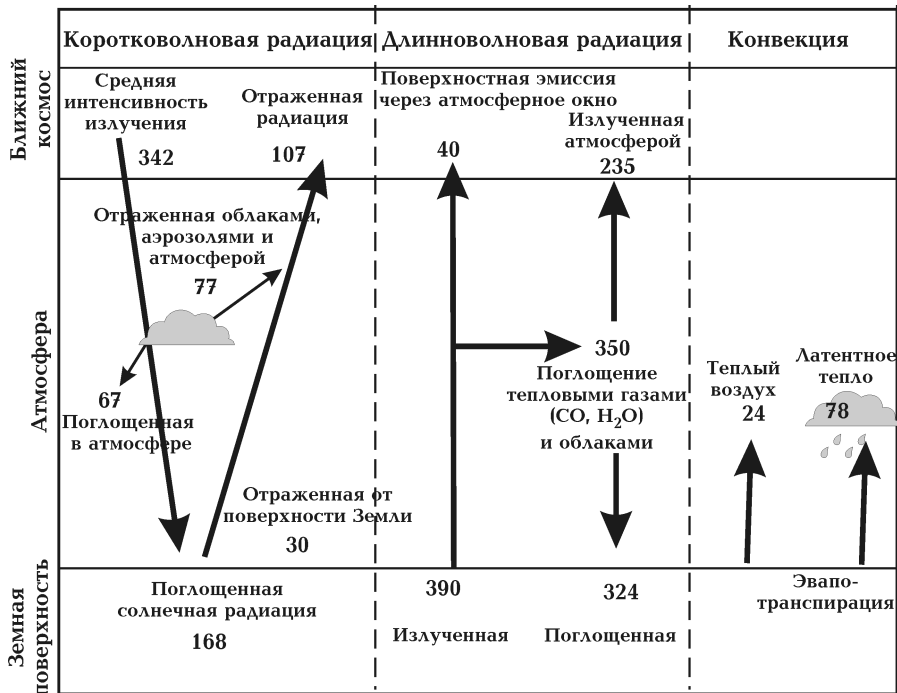 Коротковолновая радиация
Длинноволновая радиация
Конвекция
Ближний
космос
Средняя
интенсивность
излучения
342
Отраженная
радиация
107
Поверхностная эмиссия
через атмосферное окно
40
Излученная
атмосферой
235
Атмосфера
Отраженная облаками,
аэрозолями и
атмосферой
77
67
Поглощенная
в атмосфере
Отраженная от
поверхности Земли
30
350
Поглощение
тепловыми газами
(CO, H₂O)
и облаками
Теплый
воздух
24
Латентное
тепло
78
Земная
поверхность
Поглощенная
солнечная радиация
168
390
Излученная
324
Поглощенная
Эвапо-
транспирация